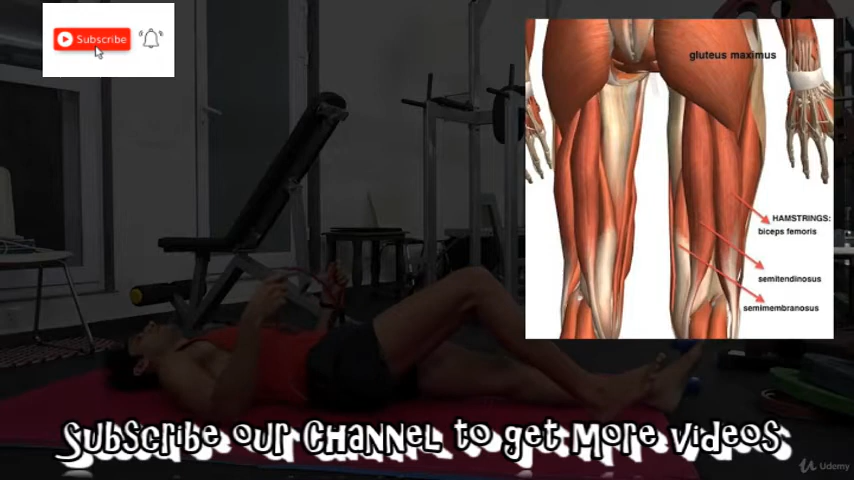 Subscribe
gluteus maximus
HAMSTRINGS:
biceps femoris
semitendinosus
semimembranosus
Subscribe our Channel to get More videos
Udemy